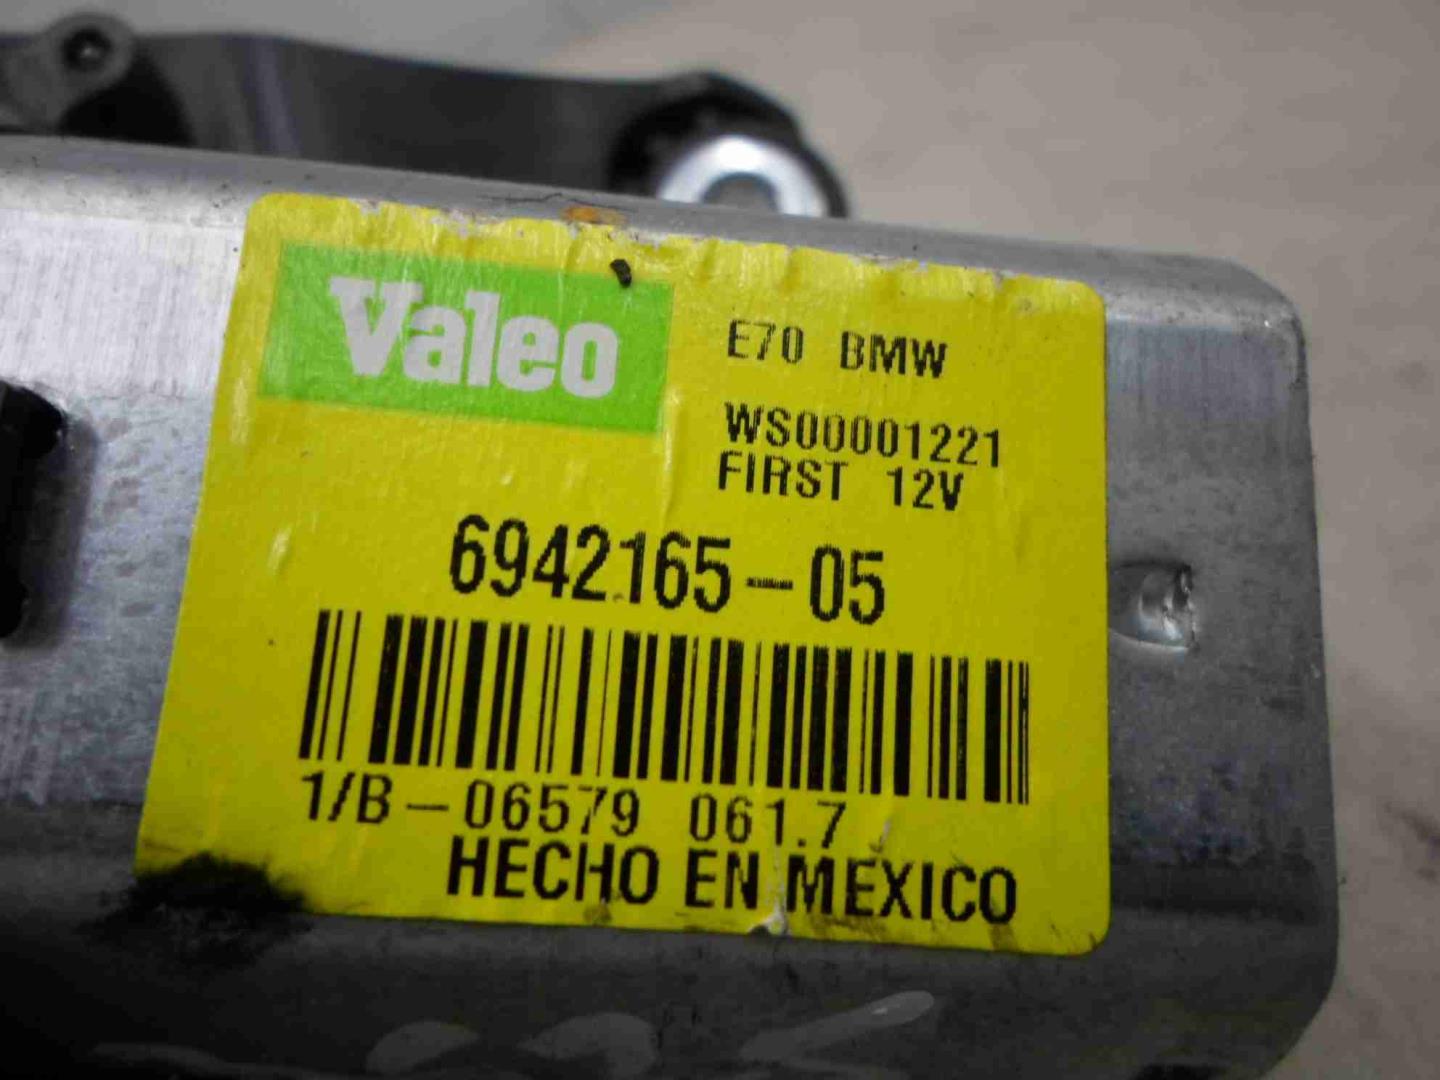 Valeo
E70 BMW
WS00001221
FIRST 12V
6942165-05
1/B-06579 061.7
HECHO EN MEXICO